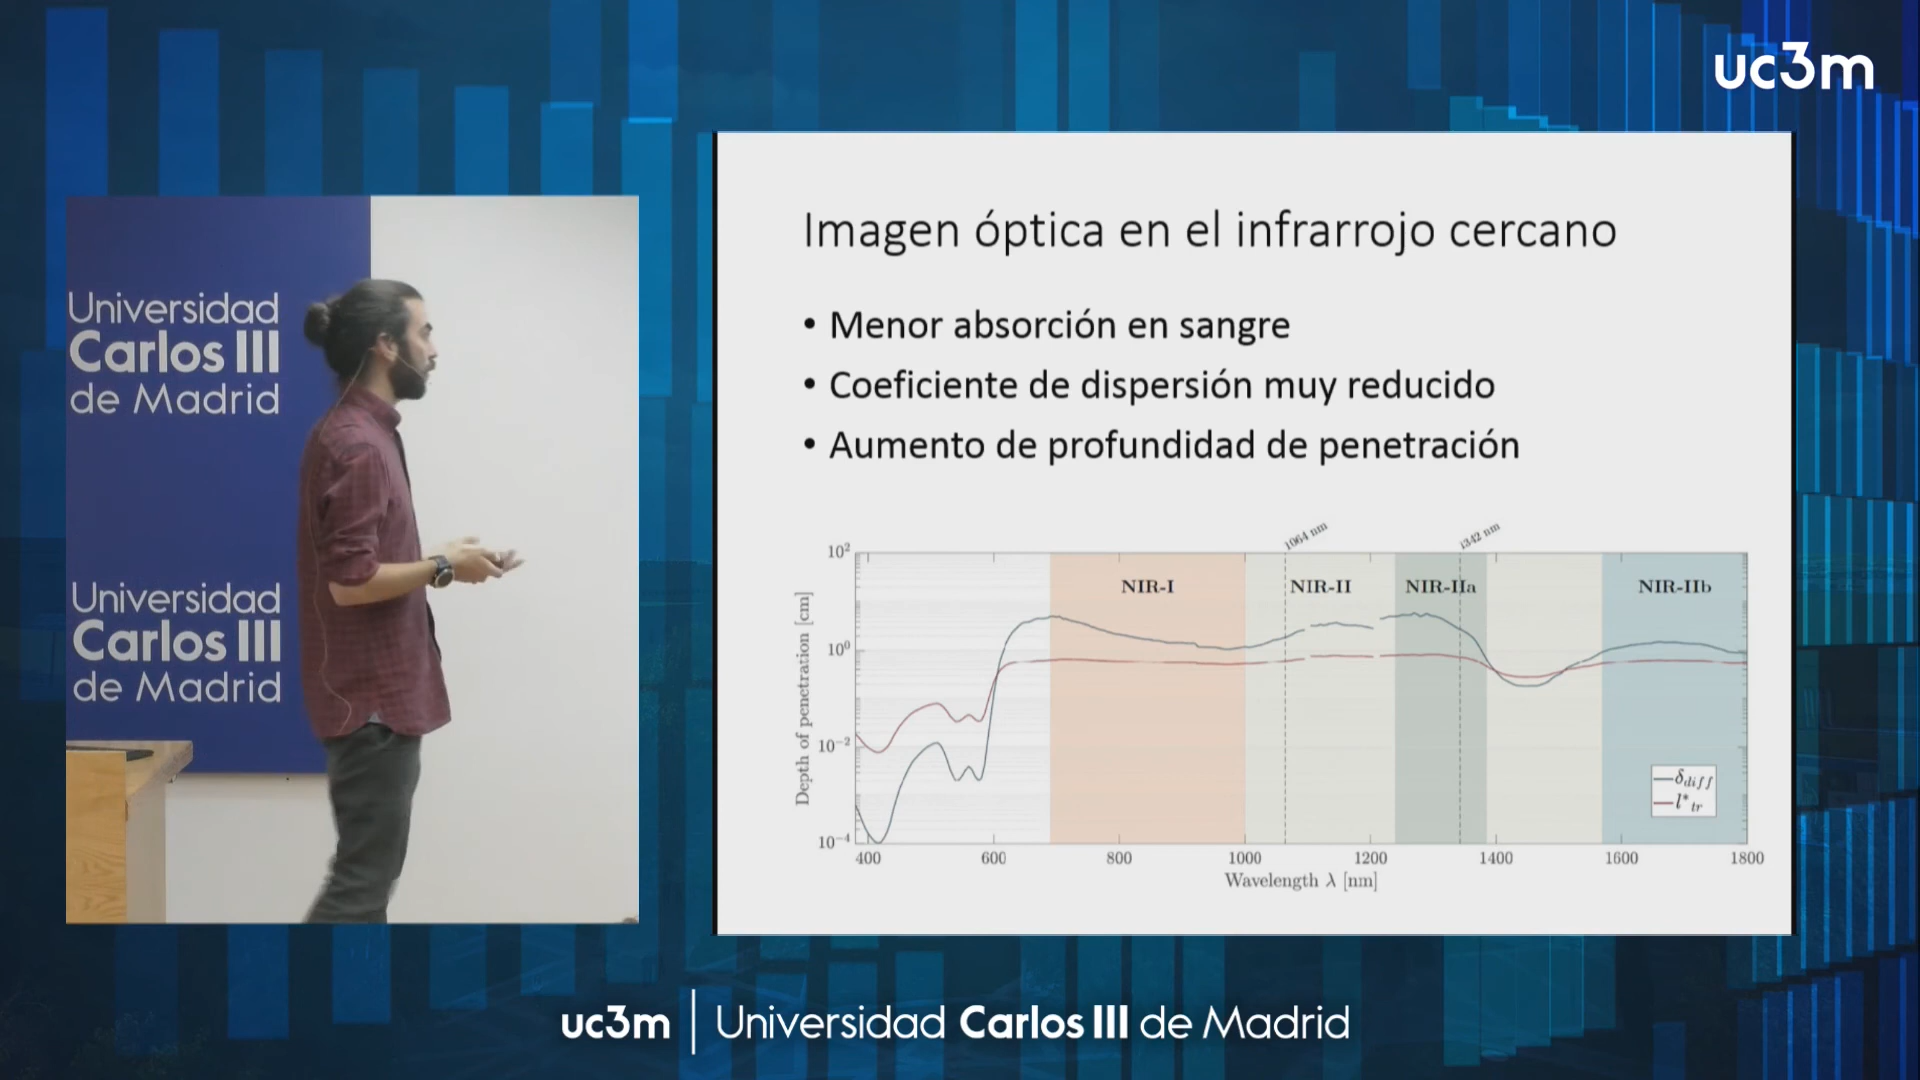 uc3m
Universidad
Carlos III
de Madrid
Universidad
Carlos III
de Madrid
Imagen óptica en el infrarrojo cercano
• Menor absorción en sangre
• Coeficiente de dispersión muy reducido
• Aumento de profundidad de penetración
1064 nm
1342 nm
NIR-I
NIR-II
NIR-IIa
NIR-IIb
Depth of penetration [cm]
10²
10⁰
10⁻²
10⁻⁴
δdiff
l*tr
400 600 800 1000 1200 1400 1600 1800
Wavelength λ [nm]
uc3m | Universidad Carlos III de Madrid